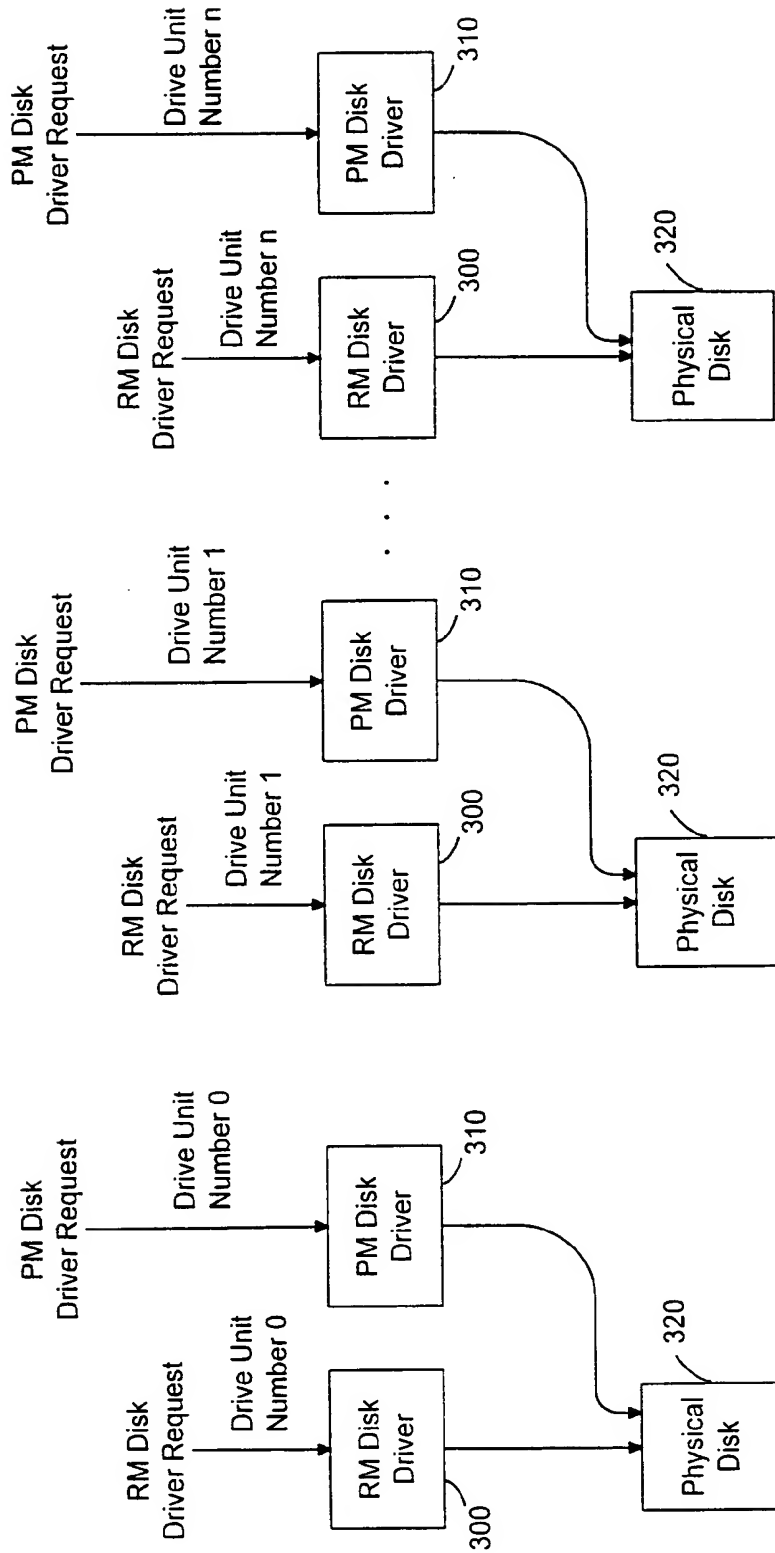 PM Disk
Driver Request
Drive Unit
Number 0
RM Disk
Driver Request
Drive Unit
Number 0
RM Disk
Driver
300
PM Disk
Driver
310
Physical
Disk
320
PM Disk
Driver Request
Drive Unit
Number 1
RM Disk
Driver Request
Drive Unit
Number 1
RM Disk
Driver
300
PM Disk
Driver
310
Physical
Disk
320
. . .
PM Disk
Driver Request
Drive Unit
Number n
RM Disk
Driver Request
Drive Unit
Number n
RM Disk
Driver
300
PM Disk
Driver
310
Physical
Disk
320